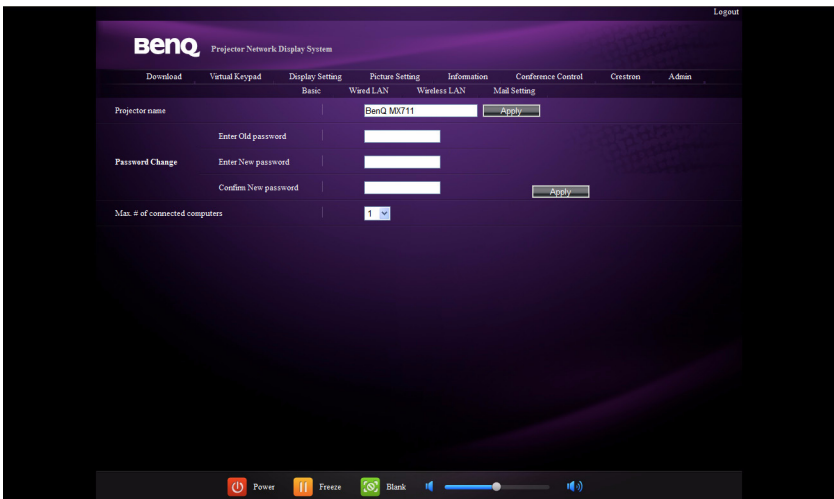 Logout
BenQ Projector Network Display System
Download Virtual Keypad Display Setting Picture Setting Information Conference Control Crestron Admin
Basic Wired LAN Wireless LAN Mail Setting
Projector name BenQ MX711 Apply
Enter Old password
Password Change Enter New password
Confirm New password Apply
Max. # of connected computers 1
Power Freeze Blank